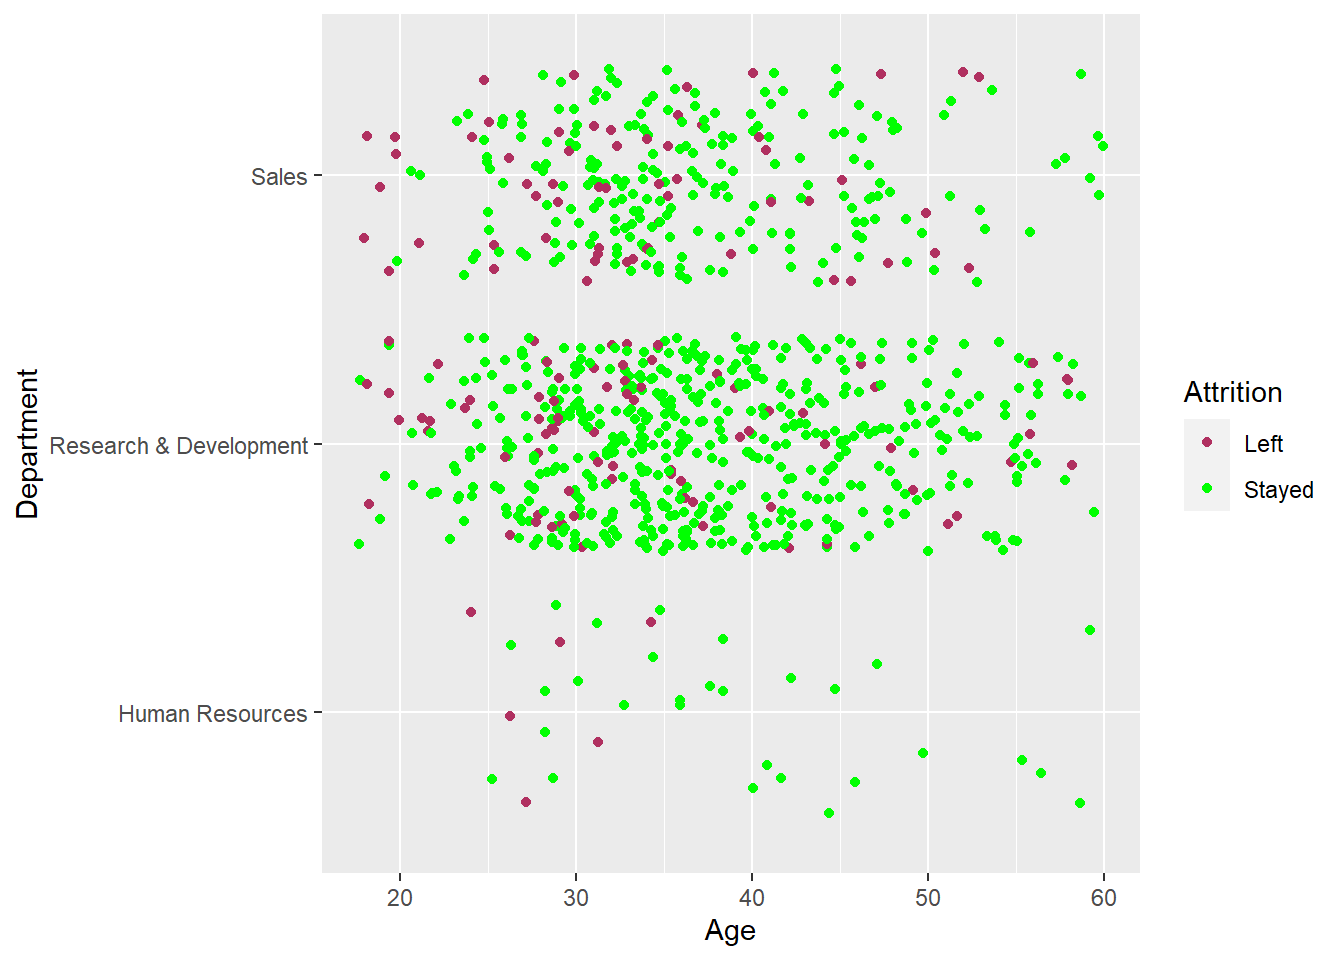 Sales
Research & Development
Human Resources
Department
20 30 40 50 60
Age
Attrition
Left
Stayed